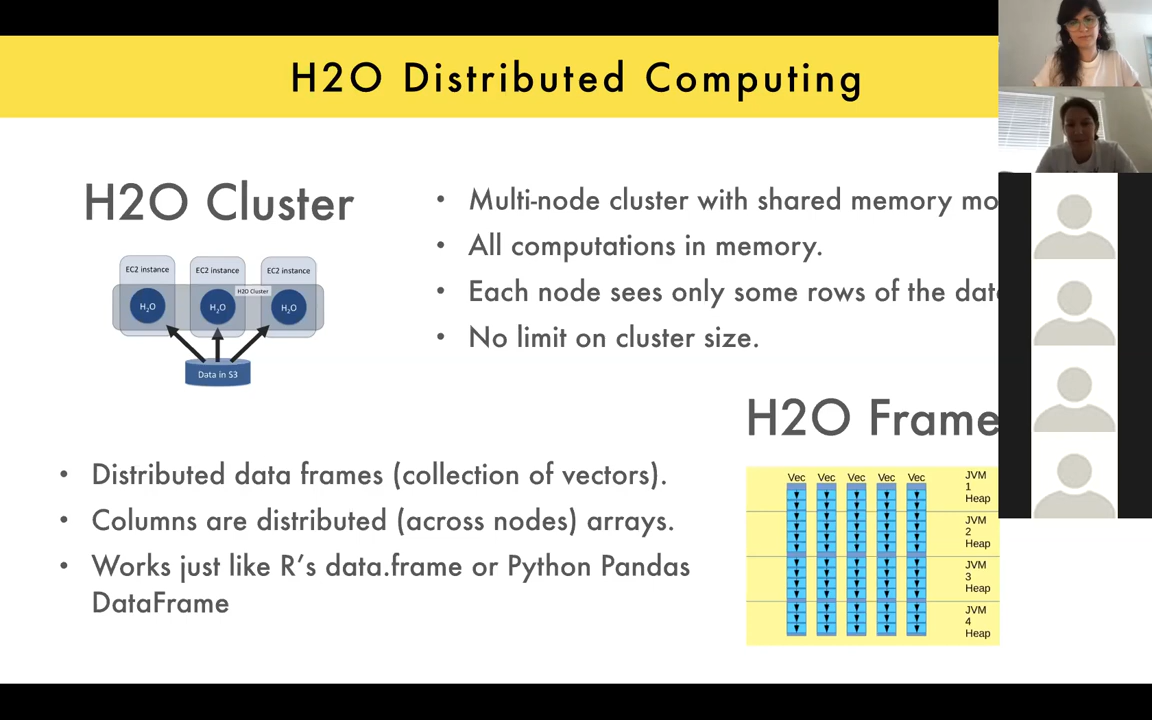 H2O Distributed Computing
H2O Cluster
• Multi-node cluster with shared memory
• All computations in memory.
• Each node sees only some rows of the
• No limit on cluster size.
EC2 instance EC2 instance EC2 instance
H2O Cluster
H₂O H₂O H₂O
Data in S3
H2O Frame
• Distributed data frames (collection of vectors).
• Columns are distributed (across nodes) arrays.
• Works just like R’s data.frame or Python Pandas
DataFrame
Vec Vec Vec Vec Vec
JVM
1
Heap
JVM
2
Heap
JVM
3
Heap
JVM
4
Heap